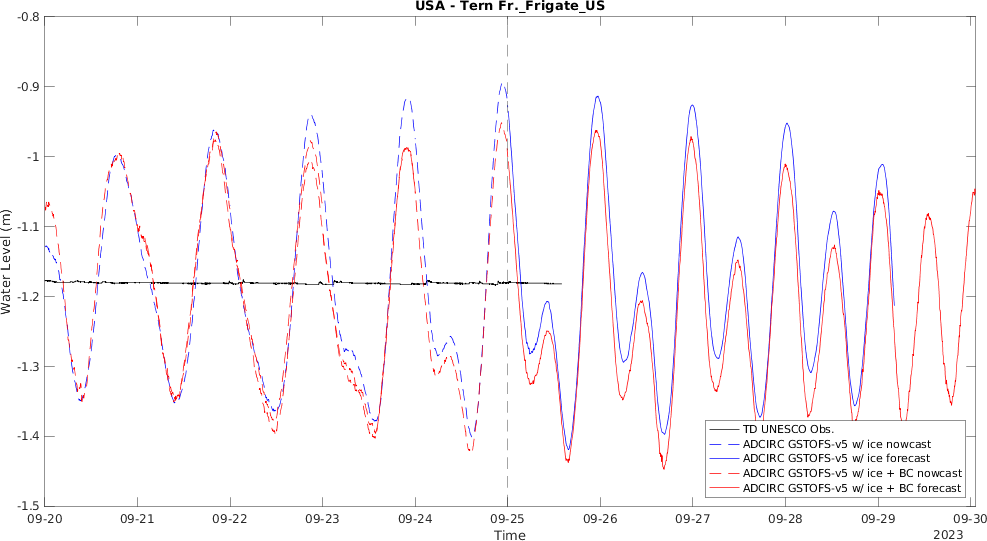 USA - Tern Fr._Frigate_US
-0.8
-0.9
-1
-1.1
-1.2
-1.3
-1.4
-1.5
Water Level (m)
09-20 09-21 09-22 09-23 09-24 09-25 09-26 09-27 09-28 09-29 09-30
Time
2023
TD UNESCO Obs.
ADCIRC GSTOFS-v5 w/ ice nowcast
ADCIRC GSTOFS-v5 w/ ice forecast
ADCIRC GSTOFS-v5 w/ ice + BC nowcast
ADCIRC GSTOFS-v5 w/ ice + BC forecast